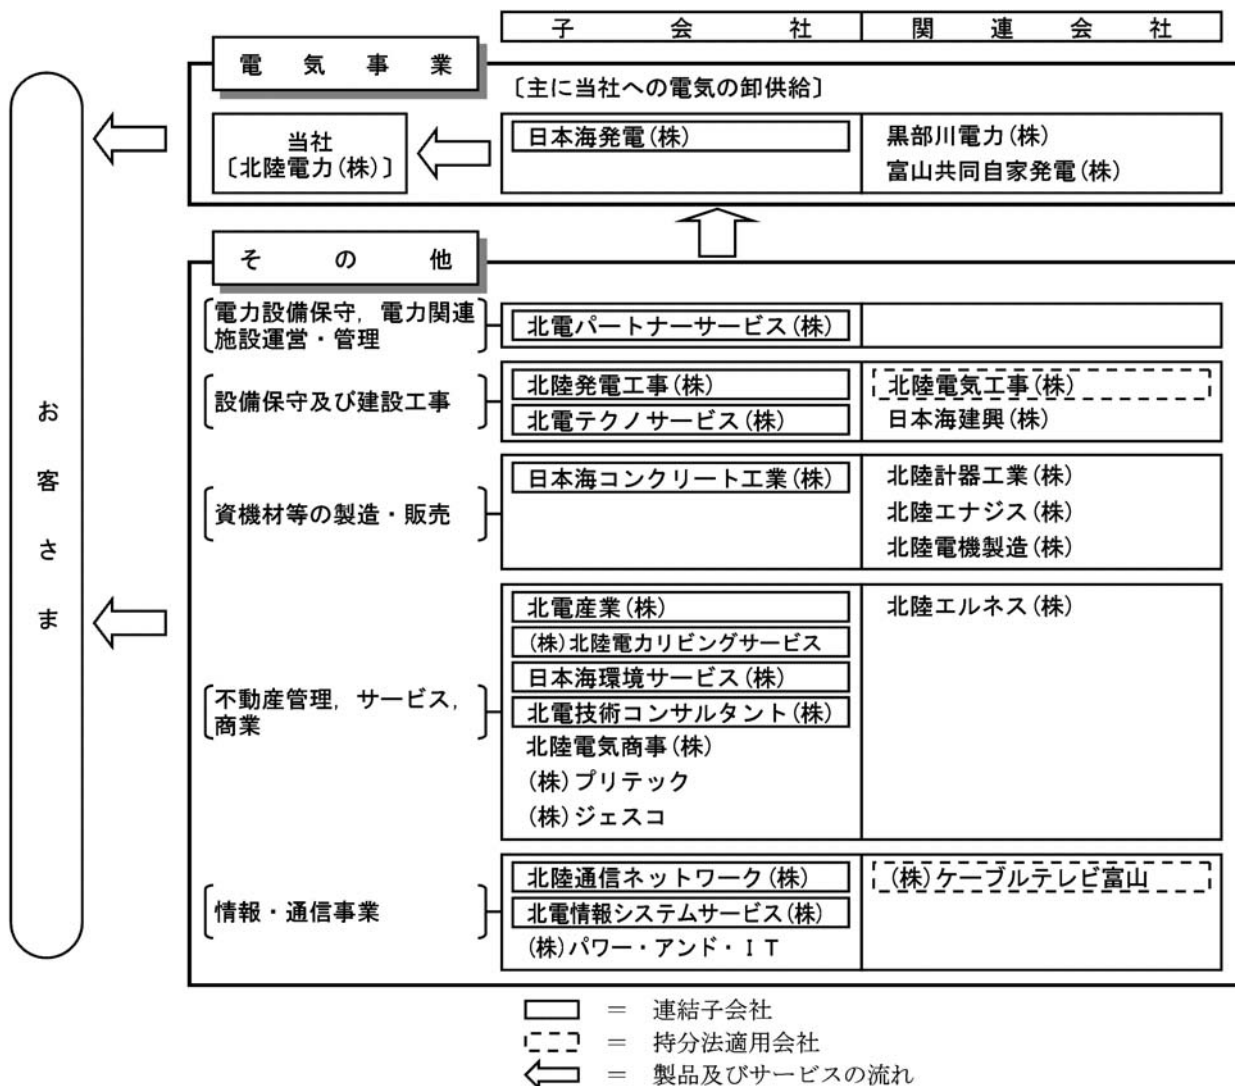 子会社 関連会社
電気事業
〔主に当社への電気の卸供給〕
当社
〔北陸電力(株)〕
日本海発電(株)
黒部川電力(株)
富山共同自家発電(株)
その他
電力設備保守，電力関連
施設運営・管理
北電パートナーサービス(株)
設備保守及び建設工事
北陸発電工事(株)
北電テクノサービス(株)
北陸電気工事(株)
日本海建興(株)
資機材等の製造・販売
日本海コンクリート工業(株)
北陸計器工業(株)
北陸エナジス(株)
北陸電機製造(株)
不動産管理，サービス，
商業
北電産業(株)
(株)北陸電力リビングサービス
日本海環境サービス(株)
北電技術コンサルタント(株)
北陸電気商事(株)
(株)プリテック
(株)ジェスコ
北陸エルネス(株)
情報・通信事業
北陸通信ネットワーク(株)
北電情報システムサービス(株)
(株)パワー・アンド・ＩＴ
(株)ケーブルテレビ富山
お客さま
＝ 連結子会社
＝ 持分法適用会社
＝ 製品及びサービスの流れ